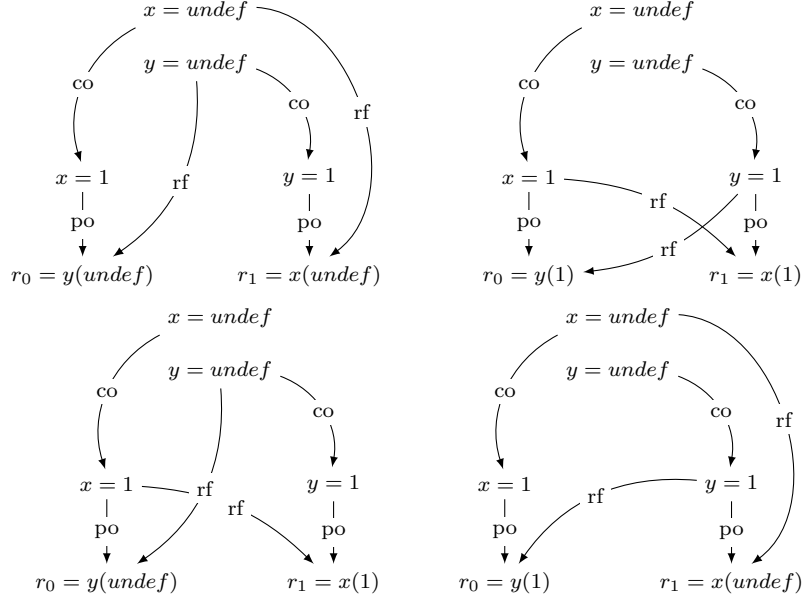 x = undef
y = undef
co
co
rf
rf
x = 1
y = 1
po
po
r0 = y(undef)
r1 = x(undef)
x = undef
y = undef
co
co
x = 1
y = 1
rf
po
po
rf
r0 = y(1)
r1 = x(1)
x = undef
y = undef
co
co
x = 1
rf
y = 1
rf
po
po
r0 = y(undef)
r1 = x(1)
x = undef
y = undef
co
co
rf
x = 1
y = 1
rf
po
po
r0 = y(1)
r1 = x(undef)